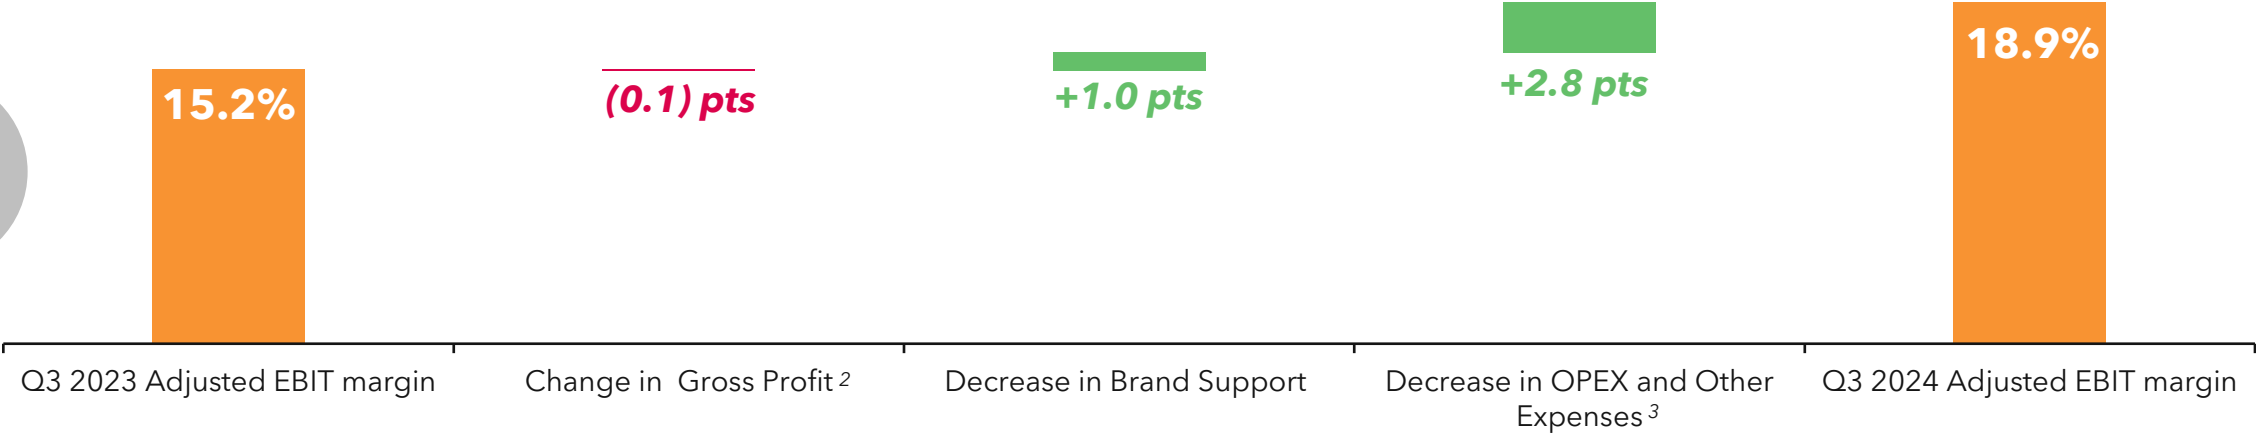 15.2%
(0.1) pts
+1.0 pts
+2.8 pts
18.9%
Q3 2023 Adjusted EBIT margin
Change in Gross Profit 2
Decrease in Brand Support
Decrease in OPEX and Other
Expenses 3
Q3 2024 Adjusted EBIT margin